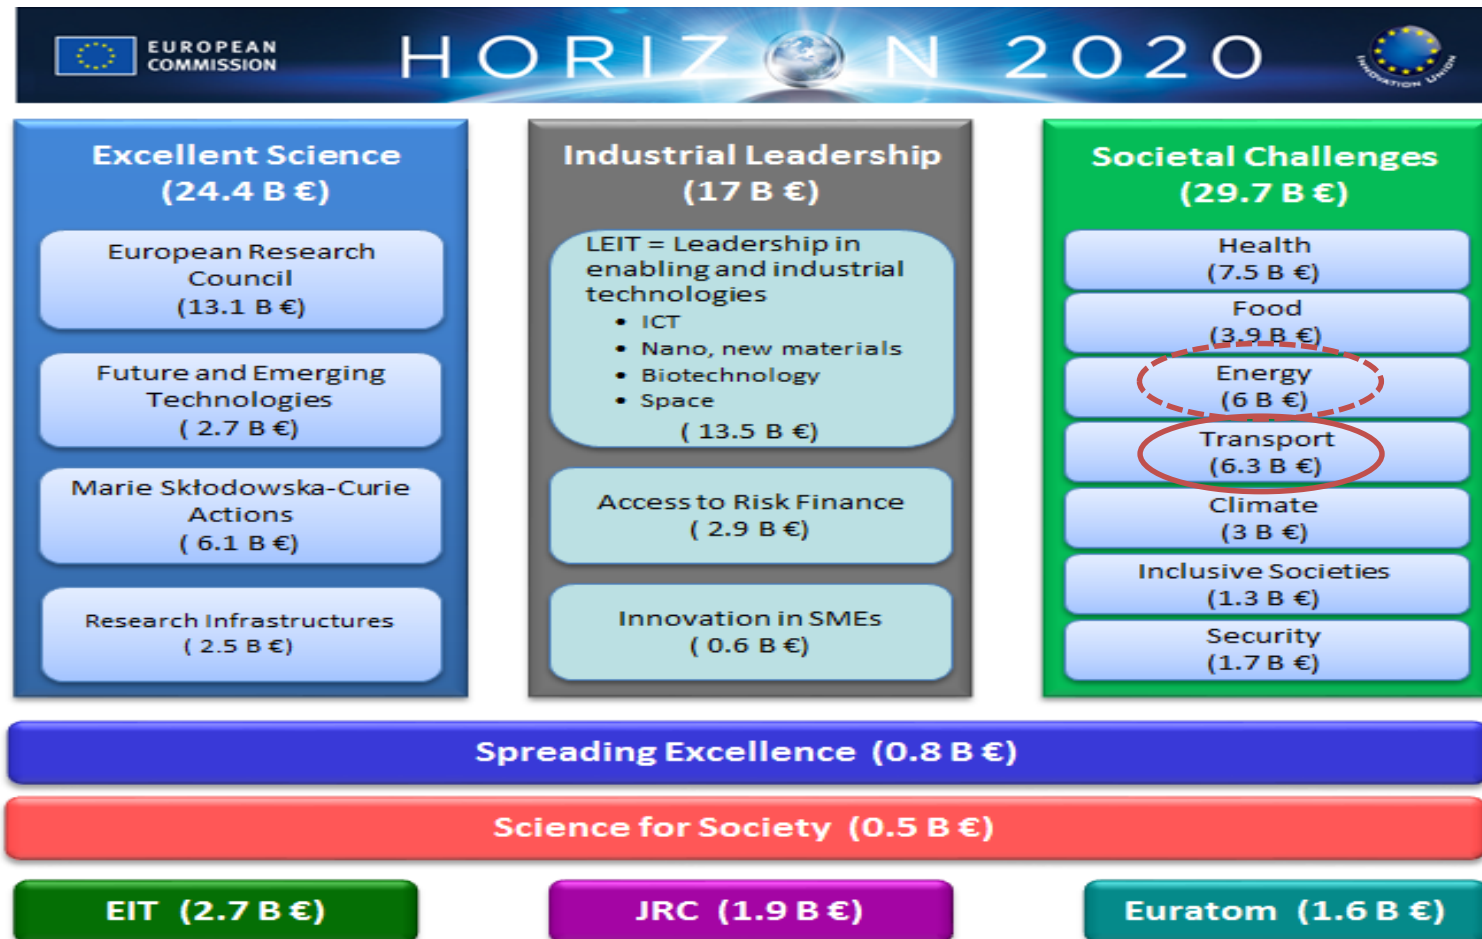 EUROPEAN
COMMISSION
HORIZON 2020
INNOVATION UNION
Excellent Science
(24.4 B €)
European Research
Council
(13.1 B €)
Future and Emerging
Technologies
( 2.7 B €)
Marie Skłodowska-Curie
Actions
( 6.1 B €)
Research Infrastructures
( 2.5 B €)
Industrial Leadership
(17 B €)
LEIT = Leadership in
enabling and industrial
technologies
• ICT
• Nano, new materials
• Biotechnology
• Space
( 13.5 B €)
Access to Risk Finance
( 2.9 B €)
Innovation in SMEs
( 0.6 B €)
Societal Challenges
(29.7 B €)
Health
(7.5 B €)
Food
(3.9 B €)
Energy
(6 B €)
Transport
(6.3 B €)
Climate
(3 B €)
Inclusive Societies
(1.3 B €)
Security
(1.7 B €)
Spreading Excellence (0.8 B €)
Science for Society (0.5 B €)
EIT (2.7 B €)
JRC (1.9 B €)
Euratom (1.6 B €)